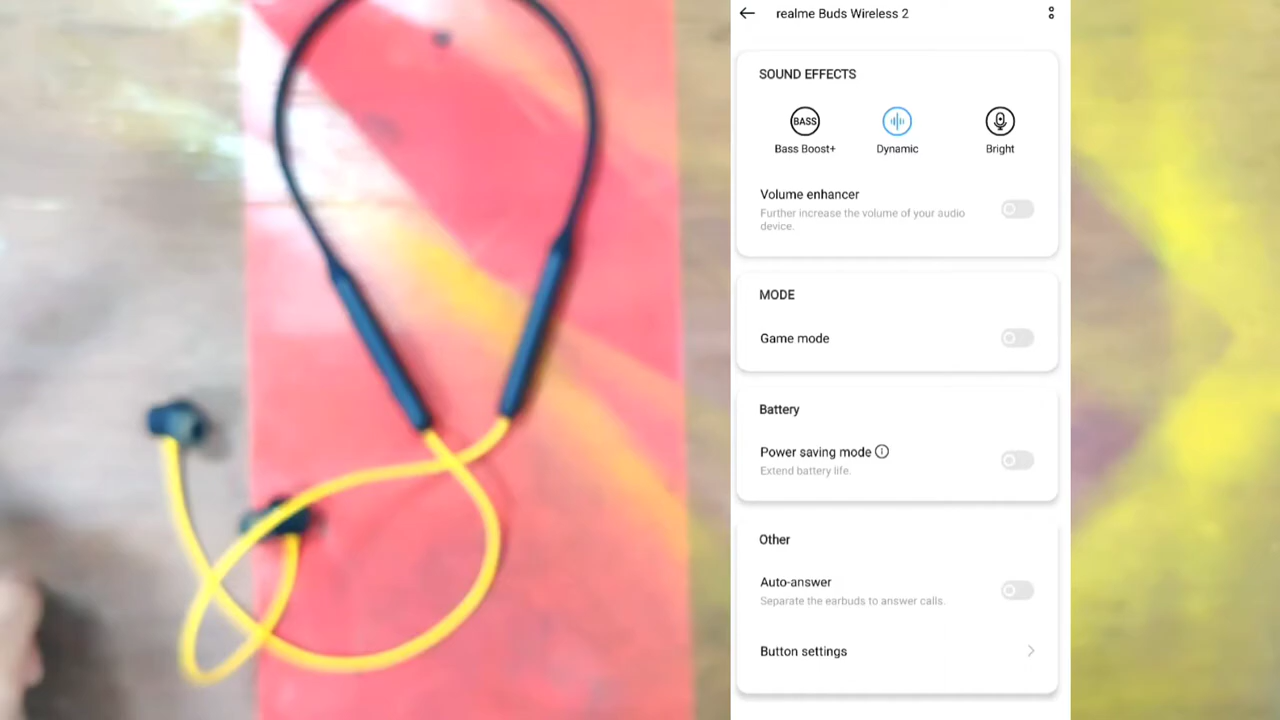 realme Buds Wireless 2
SOUND EFFECTS
BASS
Bass Boost+
Dynamic
Bright
Volume enhancer
Further increase the volume of your audio
device.
MODE
Game mode
Battery
Power saving mode
Extend battery life.
Other
Auto-answer
Separate the earbuds to answer calls.
Button settings